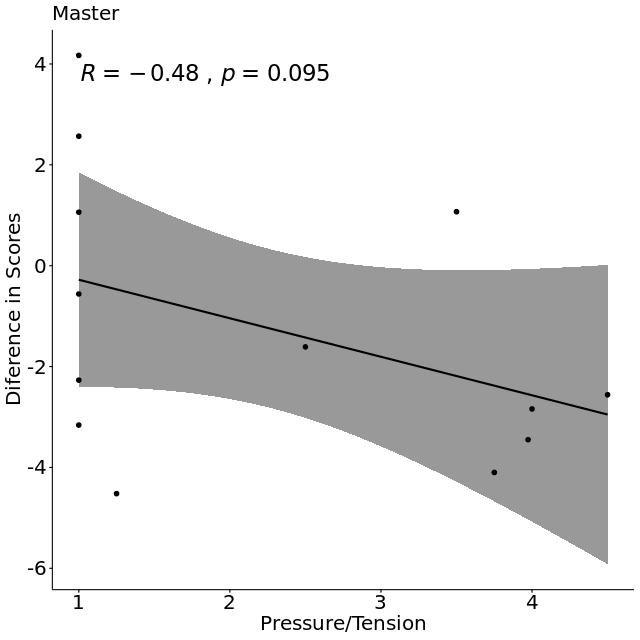 Master
R = −0.48 , p = 0.095
Diference in Scores
4
2
0
-2
-4
-6
1 2 3 4
Pressure/Tension